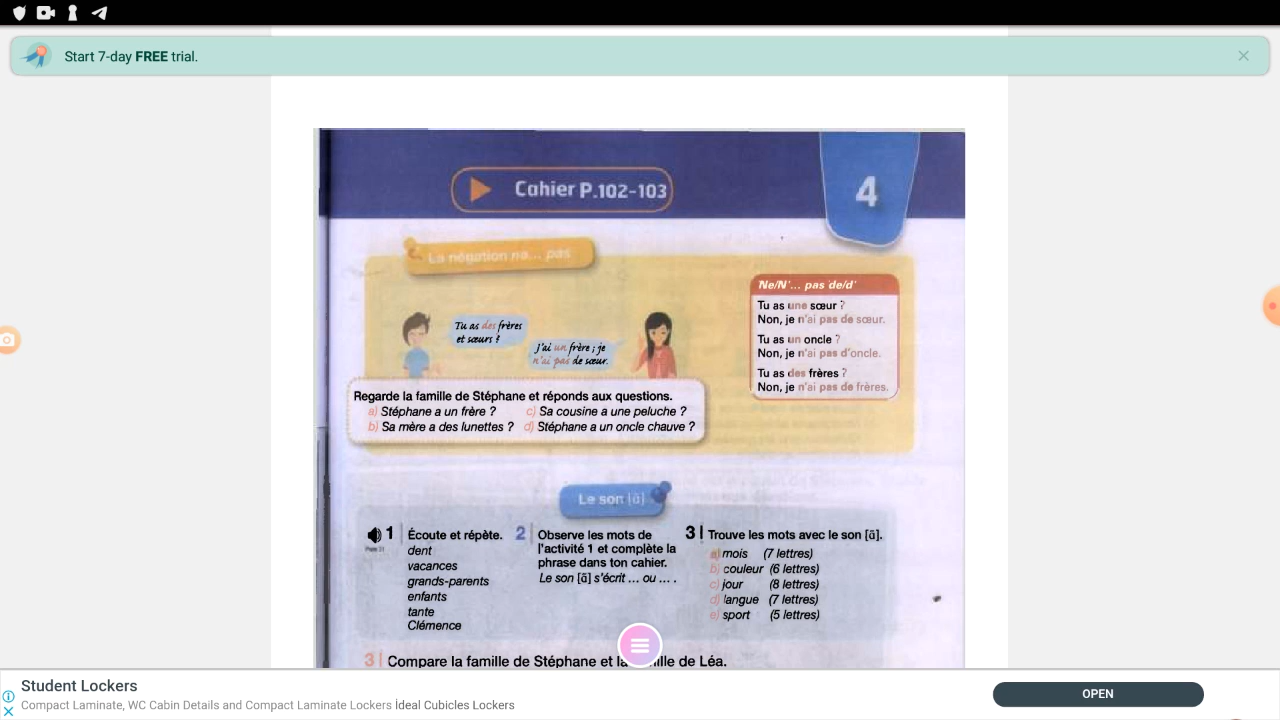 Start 7-day FREE trial.
Cahier P.102-103
4
La négation ne... pas
Ne/N'... pas de/d'
Tu as une sœur ?
Non, je n'ai pas de sœur.
Tu as un oncle ?
Non, je n'ai pas d'oncle.
Tu as des frères ?
Non, je n'ai pas de frères.
Tu as des frères
et sœurs ?
J'ai un frère ; je
n'ai pas de sœur.
Regarde la famille de Stéphane et réponds aux questions.
a) Stéphane a un frère ? c) Sa cousine a une peluche ?
b) Sa mère a des lunettes ? d) Stéphane a un oncle chauve ?
Le son [ã]
1 Écoute et répète.
dent
vacances
grands-parents
enfants
tante
Clémence
2 Observe les mots de
l'activité 1 et complète la
phrase dans ton cahier.
Le son [ã] s'écrit ... ou ... .
3 Trouve les mots avec le son [ã].
a) mois (7 lettres)
b) couleur (6 lettres)
c) jour (8 lettres)
d) langue (7 lettres)
e) sport (5 lettres)
3 Compare la famille de Stéphane et la famille de Léa.
Student Lockers
Compact Laminate, WC Cabin Details and Compact Laminate Lockers İdeal Cubicles Lockers
OPEN